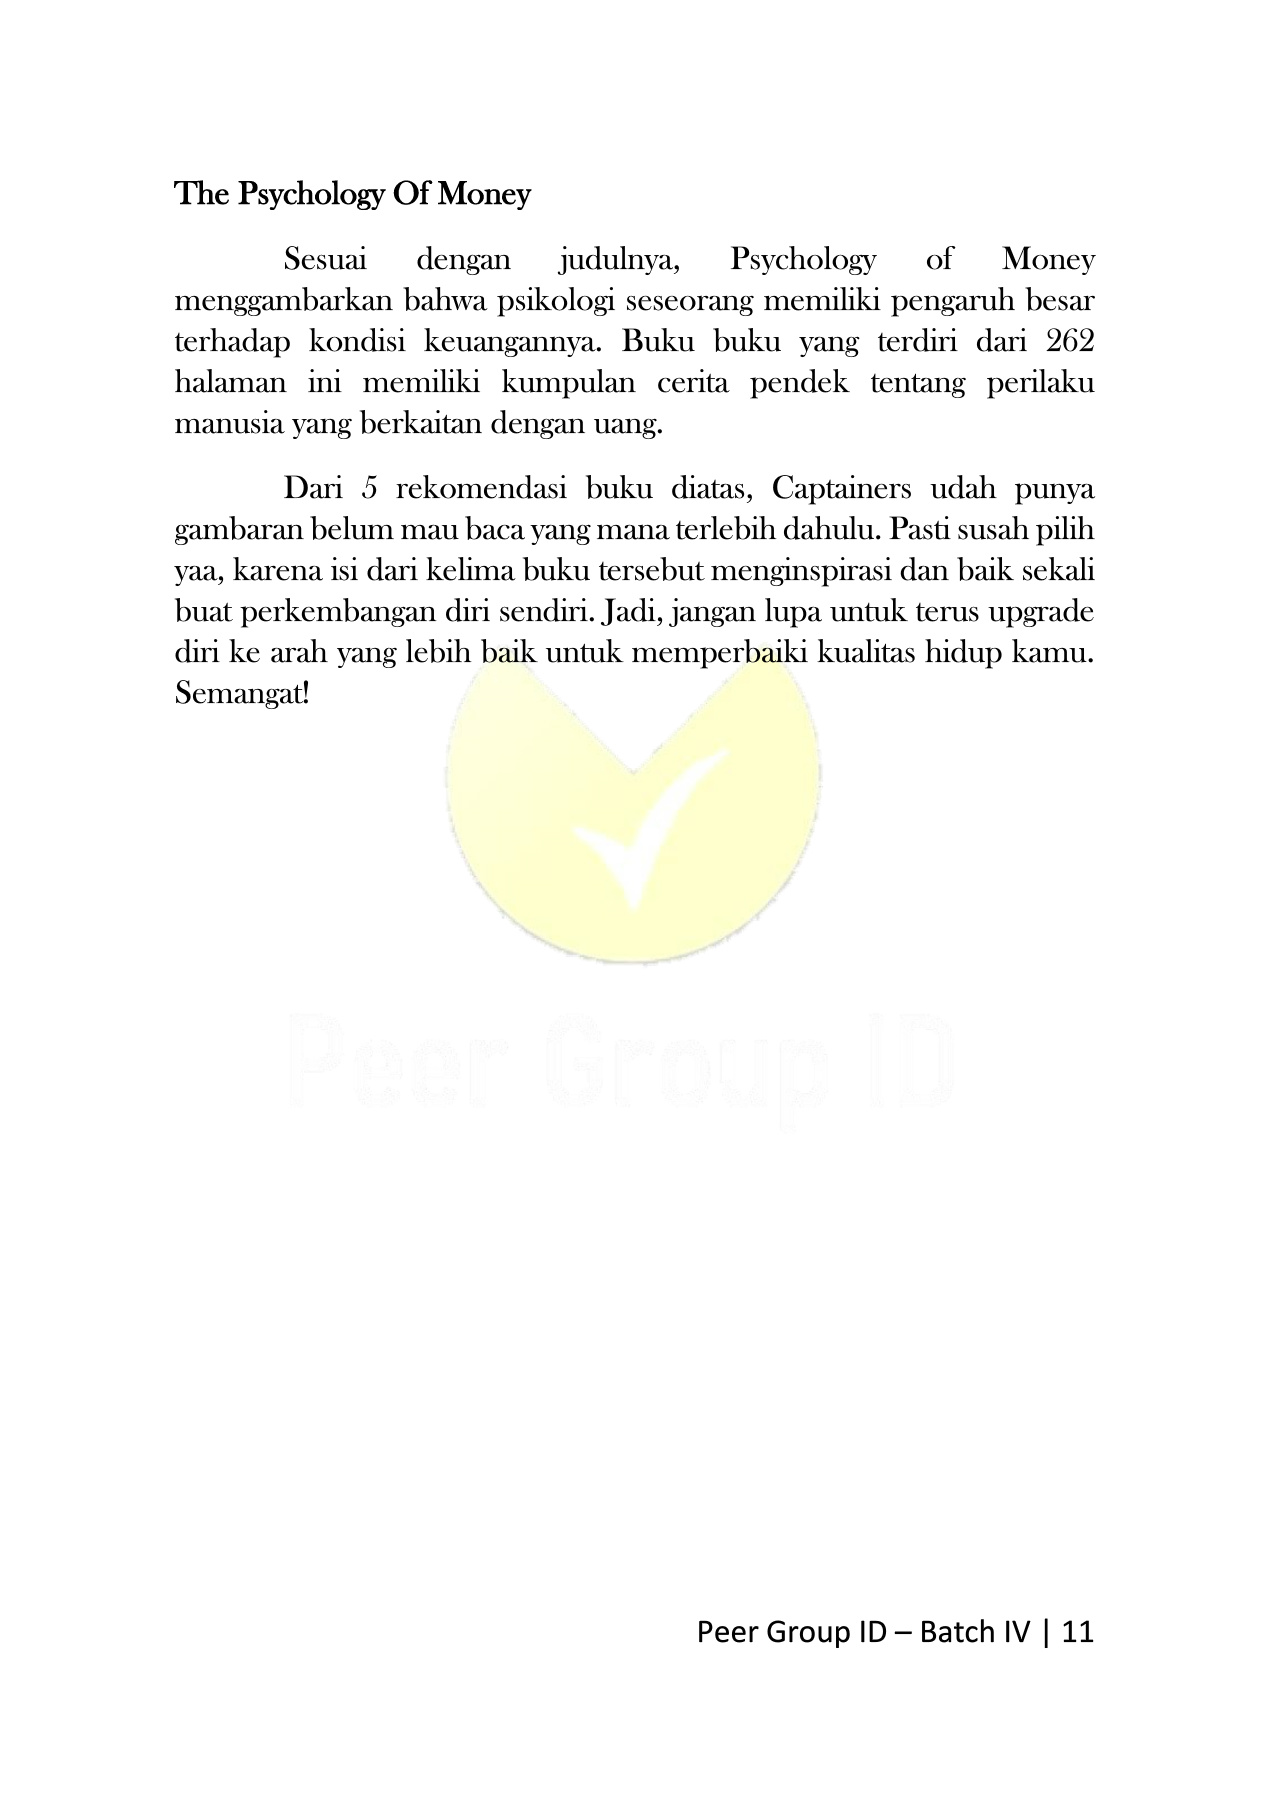 The Psychology Of Money
Sesuai dengan judulnya, Psychology of Money
menggambarkan bahwa psikologi seseorang memiliki pengaruh besar
terhadap kondisi keuangannya. Buku buku yang terdiri dari 262
halaman ini memiliki kumpulan cerita pendek tentang perilaku
manusia yang berkaitan dengan uang.
Dari 5 rekomendasi buku diatas, Captainers udah punya
gambaran belum mau baca yang mana terlebih dahulu. Pasti susah pilih
yaa, karena isi dari kelima buku tersebut menginspirasi dan baik sekali
buat perkembangan diri sendiri. Jadi, jangan lupa untuk terus upgrade
diri ke arah yang lebih baik untuk memperbaiki kualitas hidup kamu.
Semangat!
Peer Group ID
Peer Group ID – Batch IV | 11